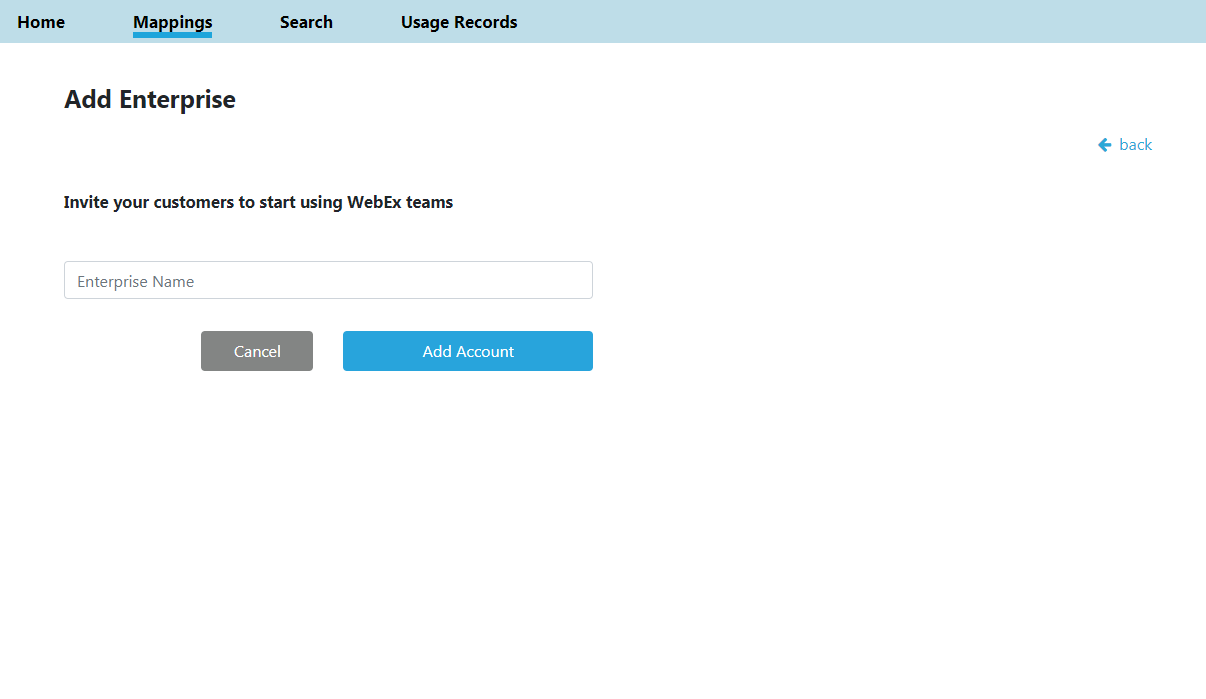 Home Mappings Search Usage Records
Add Enterprise
back
Invite your customers to start using WebEx teams
Enterprise Name
Cancel Add Account